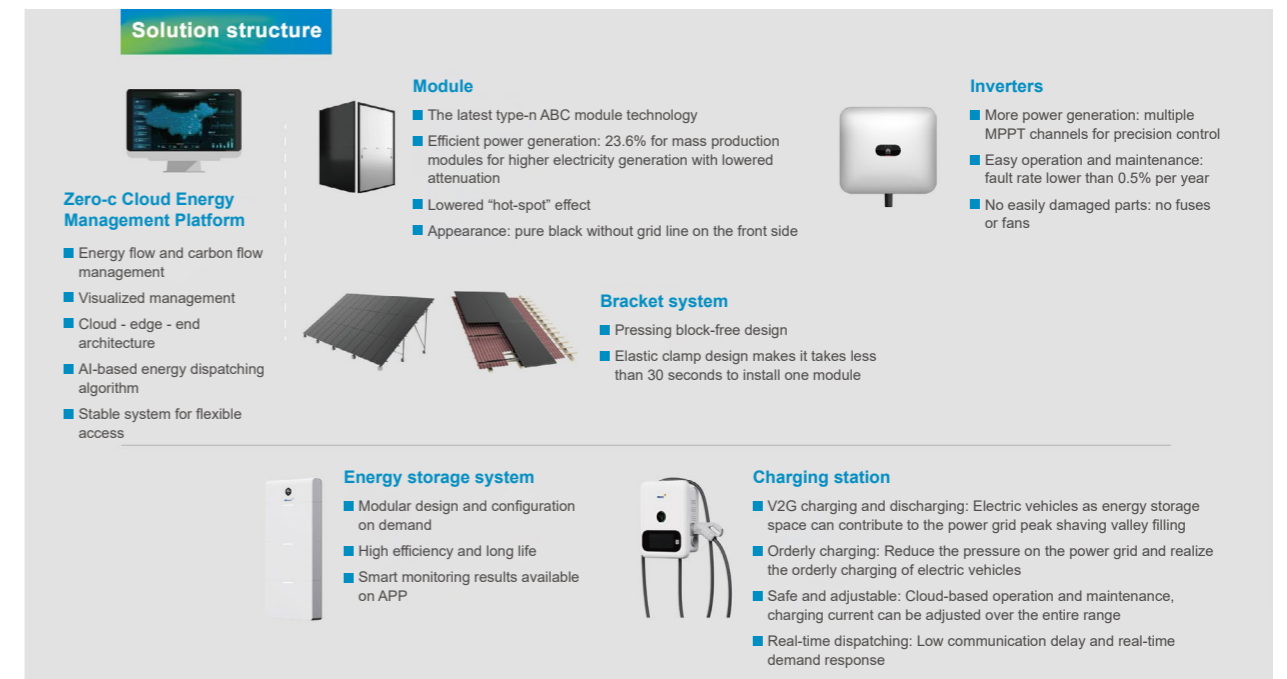 Solution structure
Zero-c Cloud Energy
Management Platform
Energy flow and carbon flow
management
Visualized management
Cloud - edge - end
architecture
AI-based energy dispatching
algorithm
Stable system for flexible
access
Module
The latest type-n ABC module technology
Efficient power generation: 23.6% for mass production
modules for higher electricity generation with lowered
attenuation
Lowered “hot-spot” effect
Appearance: pure black without grid line on the front side
Inverters
More power generation: multiple
MPPT channels for precision control
Easy operation and maintenance:
fault rate lower than 0.5% per year
No easily damaged parts: no fuses
or fans
Bracket system
Pressing block-free design
Elastic clamp design makes it takes less
than 30 seconds to install one module
Energy storage system
Modular design and configuration
on demand
High efficiency and long life
Smart monitoring results available
on APP
Charging station
V2G charging and discharging: Electric vehicles as energy storage
space can contribute to the power grid peak shaving valley filling
Orderly charging: Reduce the pressure on the power grid and realize
the orderly charging of electric vehicles
Safe and adjustable: Cloud-based operation and maintenance,
charging current can be adjusted over the entire range
Real-time dispatching: Low communication delay and real-time
demand response